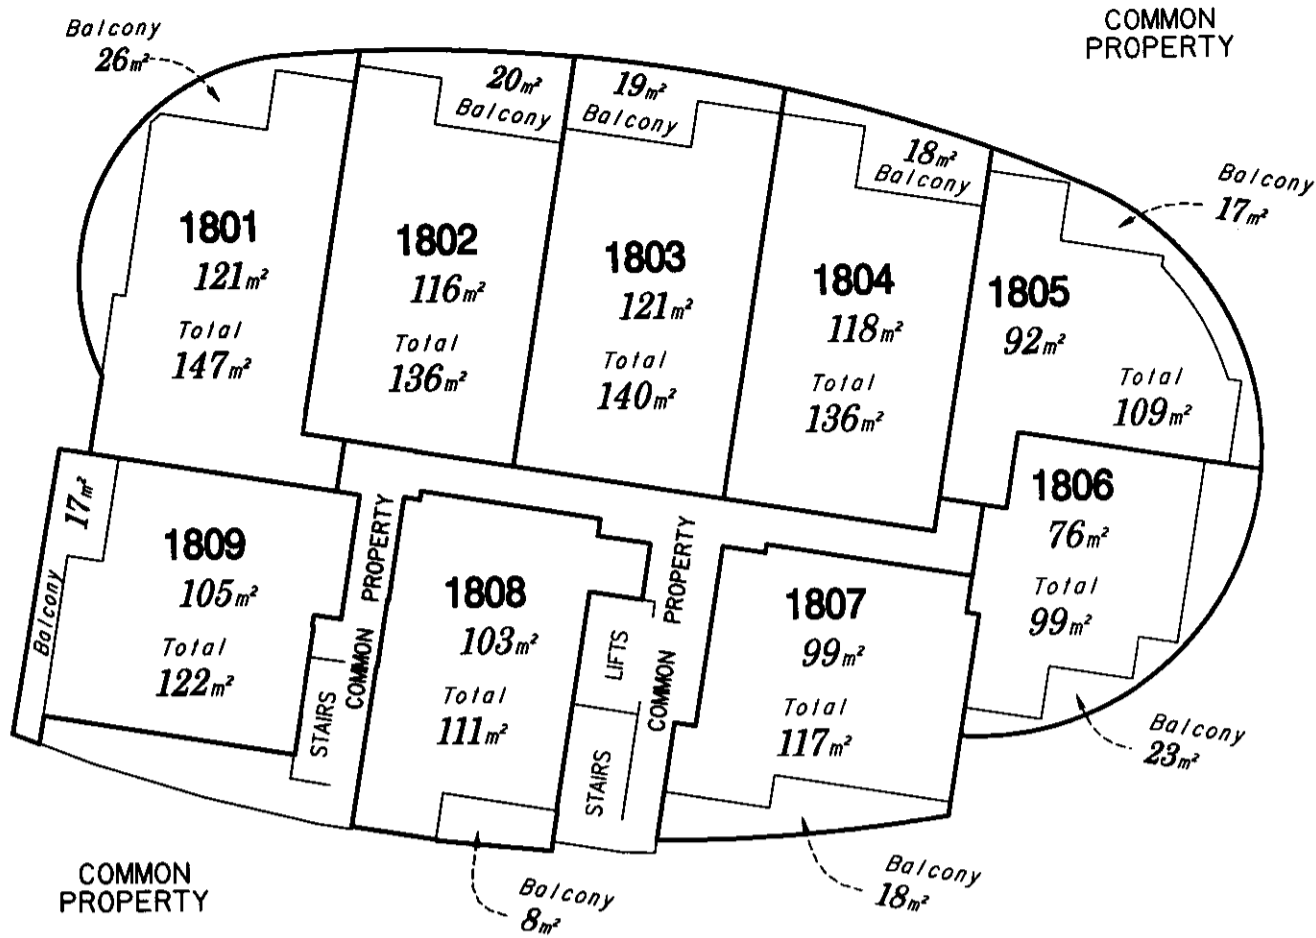 COMMON
PROPERTY
Balcony
26m²
20m²
Balcony
19m²
Balcony
18m²
Balcony
Balcony
17m²
1801
121m²
Total
147m²
1802
116m²
Total
136m²
1803
121m²
Total
140m²
1804
118m²
Total
136m²
1805
92m²
Total
109m²
1806
76m²
Total
99m²
Balcony
23m²
17m²
Balcony
1809
105m²
Total
122m²
STAIRS
COMMON PROPERTY
1808
103m²
Total
111m²
LIFTS
STAIRS
COMMON PROPERTY
1807
99m²
Total
117m²
COMMON
PROPERTY
Balcony
8m²
Balcony
18m²